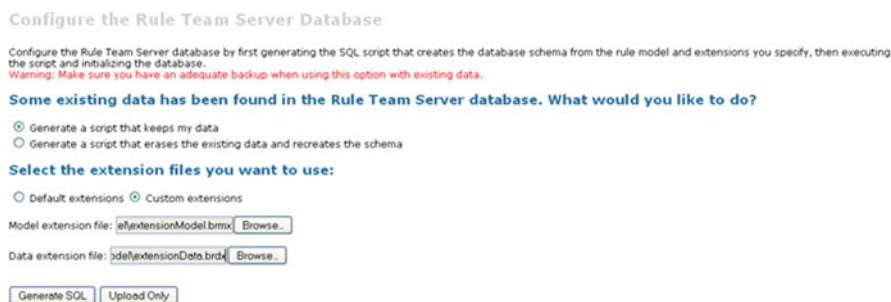 Configure the Rule Team Server Database
Configure the Rule Team Server database by first generating the SQL script that creates the database schema from the rule model and extensions you specify, then executing
the script and initializing the database.
Warning: Make sure you have an adequate backup when using this option with existing data.
Some existing data has been found in the Rule Team Server database. What would you like to do?
Generate a script that keeps my data
Generate a script that erases the existing data and recreates the schema
Select the extension files you want to use:
Default extensions Custom extensions
Model extension file: el\extensionModel.brmx Browse..
Data extension file: odel\extensionData.brdx Browse..
Generate SQL Upload Only